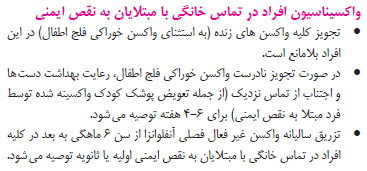 واکسیناسیون افراد در تماس خانگی با مبتلایان به نقص ایمنی
• تجویز کلیه واکسن های زنده (به استثنای واکسن خوراکی فلج اطفال) در این
افراد بلامانع است.
• در صورت تجویز نادرست واکسن خوراکی فلج اطفال، رعایت بهداشت دست‌ها
و اجتناب از تماس نزدیک (از جمله تعویض پوشک کودک واکسینه شده توسط
فرد مبتلا به نقص ایمنی) برای ۶-۴ هفته توصیه می‌شود.
• تزریق سالیانه واکسن غیر فعال فصلی آنفلوانزا از سن ۶ ماهگی به بعد در کلیه
افراد در تماس خانگی با مبتلایان به نقص ایمنی اولیه یا ثانویه توصیه می‌شود.